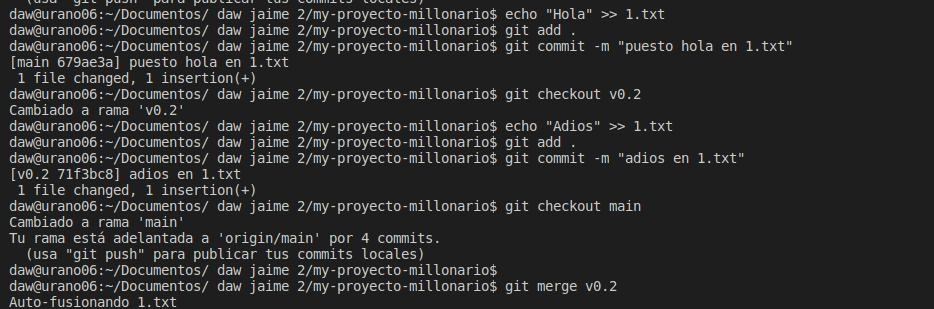 (usa "git push" para publicar tus commits locales)
daw@urano06:~/Documentos/ daw jaime 2/my-proyecto-millonario$ echo "Hola" >> 1.txt
daw@urano06:~/Documentos/ daw jaime 2/my-proyecto-millonario$ git add .
daw@urano06:~/Documentos/ daw jaime 2/my-proyecto-millonario$ git commit -m "puesto hola en 1.txt"
[main 679ae3a] puesto hola en 1.txt
 1 file changed, 1 insertion(+)
daw@urano06:~/Documentos/ daw jaime 2/my-proyecto-millonario$ git checkout v0.2
Cambiado a rama 'v0.2'
daw@urano06:~/Documentos/ daw jaime 2/my-proyecto-millonario$ echo "Adios" >> 1.txt
daw@urano06:~/Documentos/ daw jaime 2/my-proyecto-millonario$ git add .
daw@urano06:~/Documentos/ daw jaime 2/my-proyecto-millonario$ git commit -m "adios en 1.txt"
[v0.2 71f3bc8] adios en 1.txt
 1 file changed, 1 insertion(+)
daw@urano06:~/Documentos/ daw jaime 2/my-proyecto-millonario$ git checkout main
Cambiado a rama 'main'
Tu rama está adelantada a 'origin/main' por 4 commits.
  (usa "git push" para publicar tus commits locales)
daw@urano06:~/Documentos/ daw jaime 2/my-proyecto-millonario$
daw@urano06:~/Documentos/ daw jaime 2/my-proyecto-millonario$ git merge v0.2
Auto-fusionando 1.txt